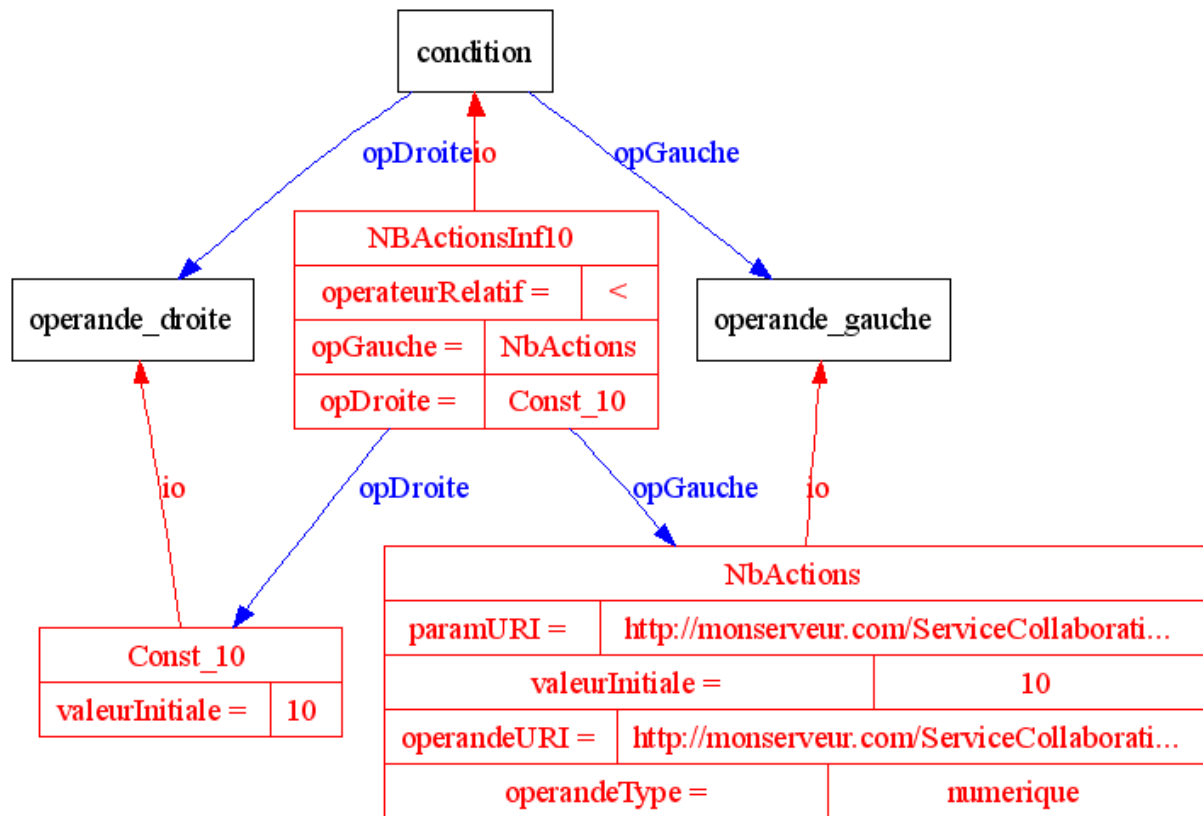 condition
opDroite io opGauche
NBActionsInf10
operateurRelatif = <
opGauche = NbActions
opDroite = Const_10
operande_droite
operande_gauche
io
opDroite
opGauche
io
Const_10
valeurInitiale = 10
NbActions
paramURI = http://monserveur.com/ServiceCollaborati...
valeurInitiale = 10
operandeURI = http://monserveur.com/ServiceCollaborati...
operandeType = numerique